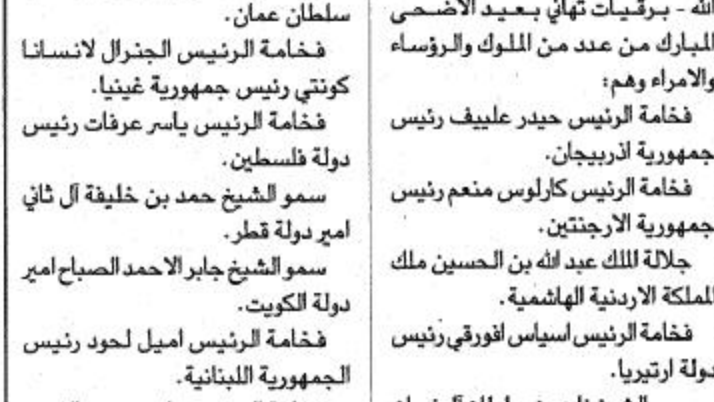 الله - برقيات تهاني بعيد الاضحى
المبارك من عدد من الملوك والرؤساء
والامراء وهم:
فخامة الرئيس حيدر علييف رئيس
جمهورية اذربيجان.
فخامة الرئيس كارلوس منعم رئيس
جمهورية الارجنتين.
جلالة الملك عبد الله بن الحسين ملك
المملكة الاردنية الهاشمية.
فخامة الرئيس اسياس افورقي رئيس
دولة ارتيريا.
سلطان عمان.
فخامة الرئيس الجنرال لانسانا
كونتي رئيس جمهورية غينيا.
فخامة الرئيس ياسر عرفات رئيس
دولة فلسطين.
سمو الشيخ حمد بن خليفة آل ثاني
امير دولة قطر.
سمو الشيخ جابر الاحمد الصباح امير
دولة الكويت.
فخامة الرئيس اميل لحود رئيس
الجمهورية اللبنانية.